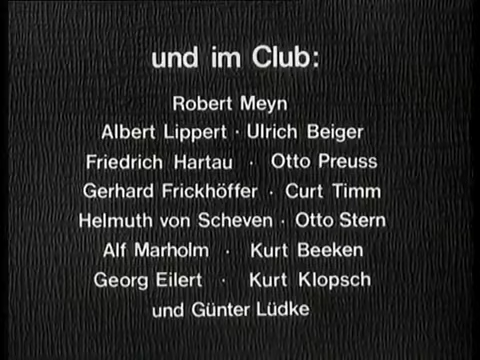 und im Club:
Robert Meyn
Albert Lippert · Ulrich Beiger
Friedrich Hartau · Otto Preuss
Gerhard Frickhöffer · Curt Timm
Helmuth von Scheven · Otto Stern
Alf Marholm · Kurt Beeken
Georg Eilert · Kurt Klopsch
und Günter Lüdke